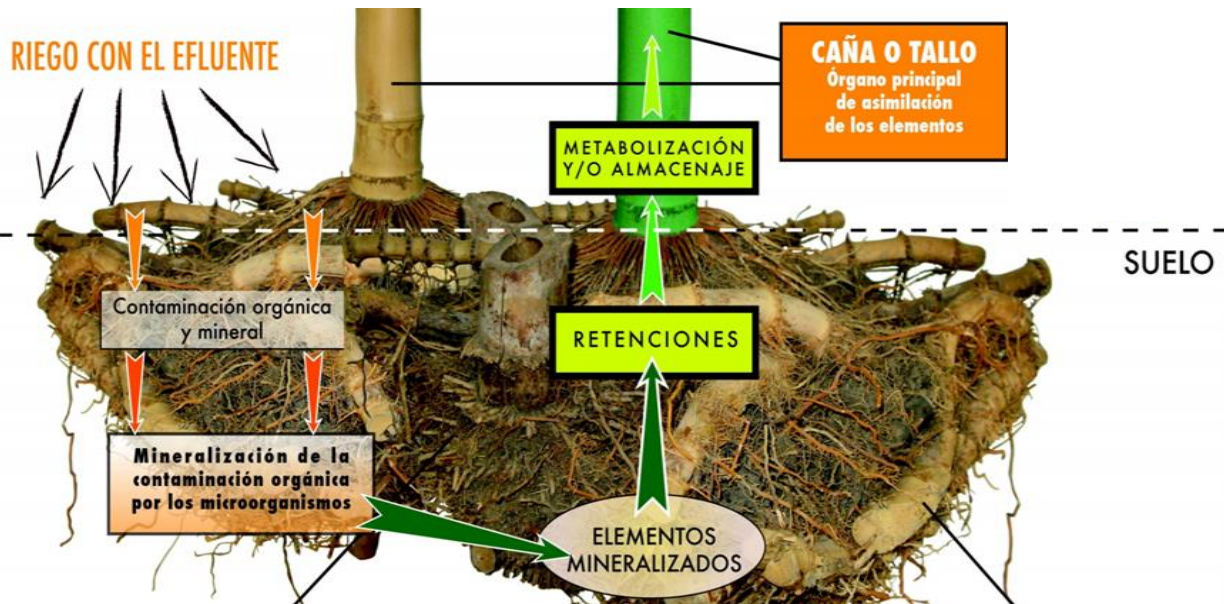 RIEGO CON EL EFLUENTE
CAÑA O TALLO
Órgano principal
de asimilación
de los elementos
METABOLIZACIÓN
Y/O ALMACENAJE
SUELO
Contaminación orgánica
y mineral
RETENCIONES
Mineralización de la
contaminación orgánica
por los microorganismos
ELEMENTOS
MINERALIZADOS